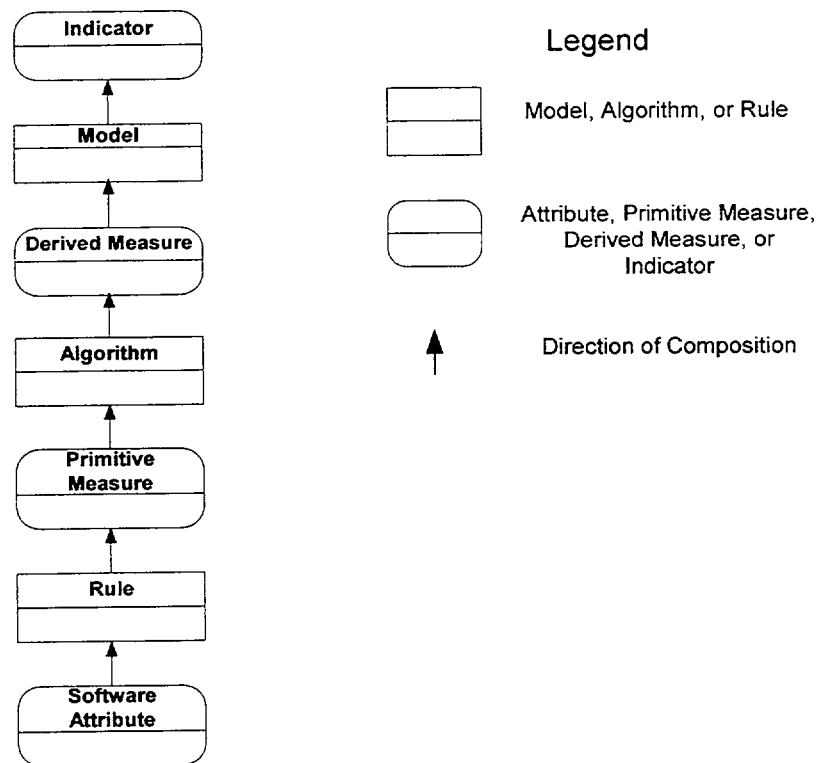 Indicator
Model
Derived Measure
Algorithm
Primitive
Measure
Rule
Software
Attribute
Legend
Model, Algorithm, or Rule
Attribute, Primitive Measure,
Derived Measure, or
Indicator
Direction of Composition